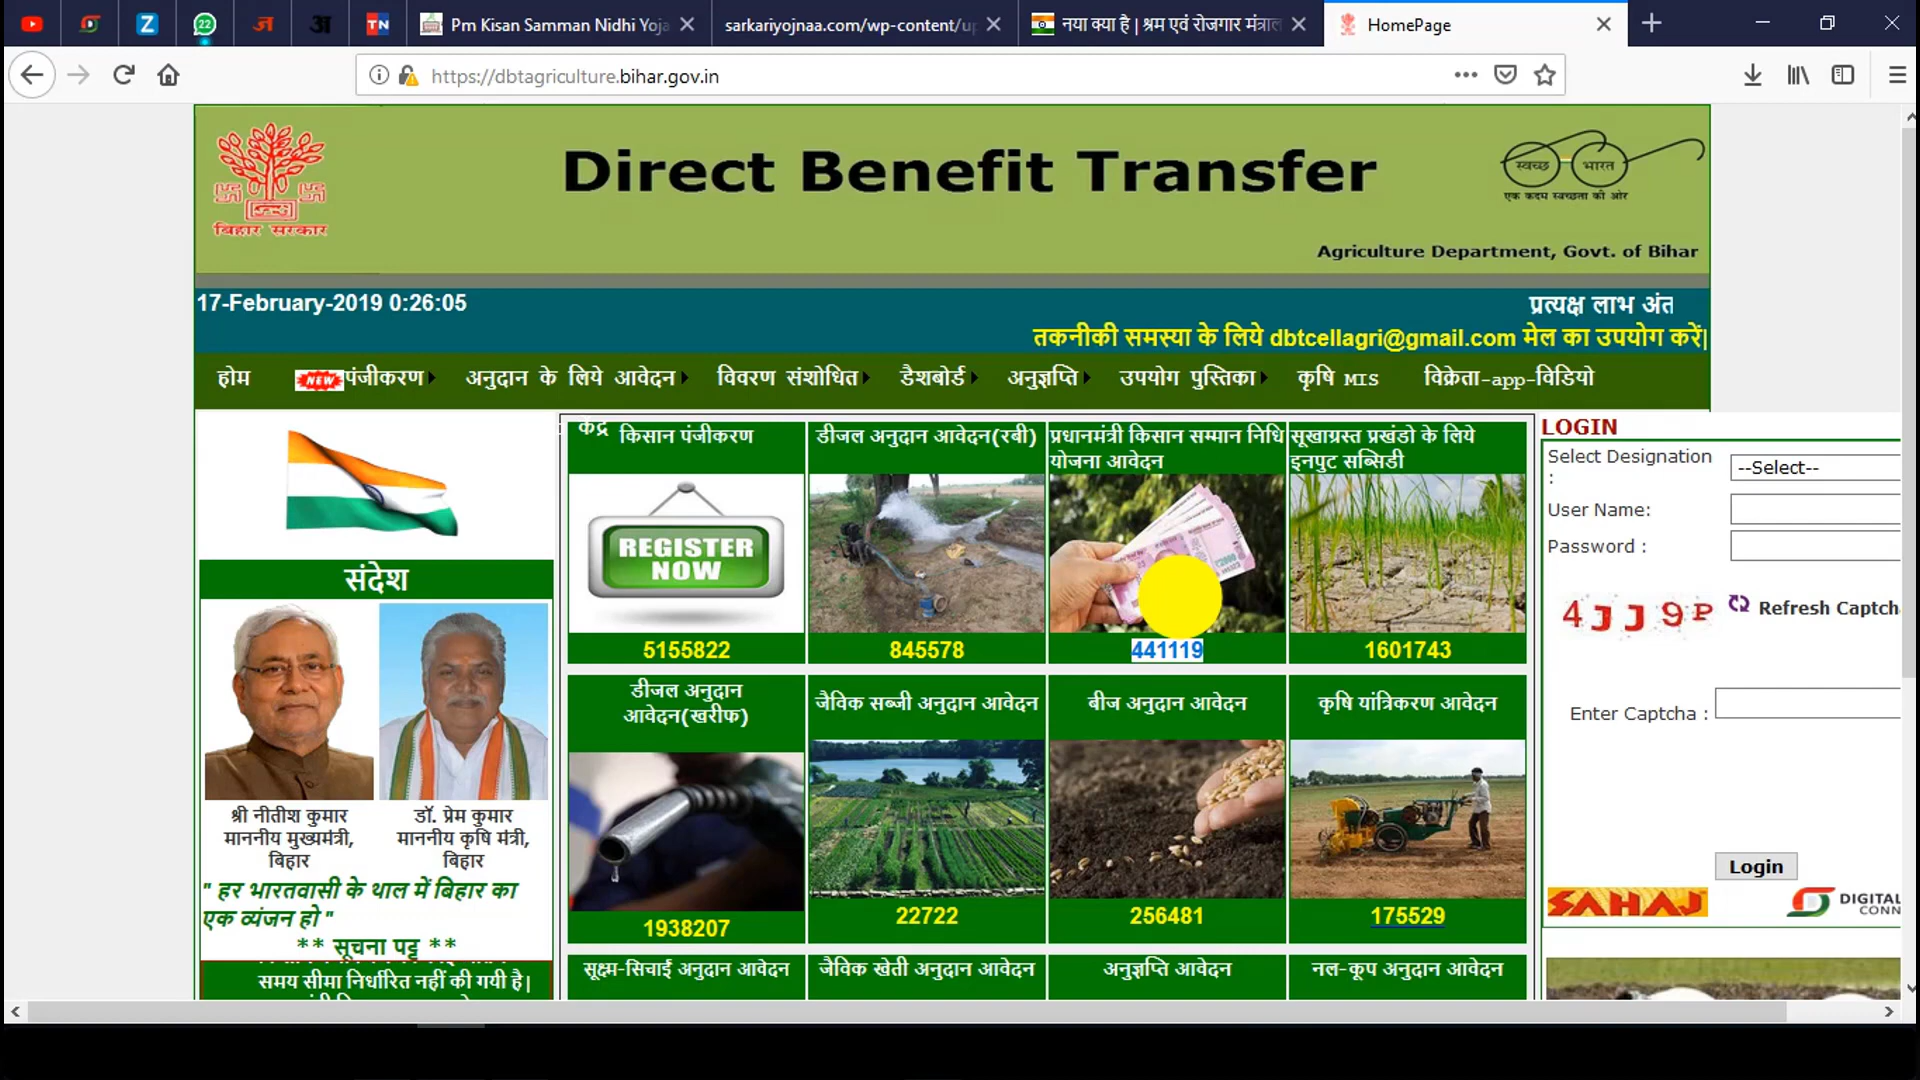 22
TN
Pm Kisan Samman Nidhi Yoja
sarkariyojnaa.com/wp-content/up
नया क्या है | श्रम एवं रोजगार मंत्राल
HomePage
https://dbtagriculture.bihar.gov.in
बिहार सरकार
Direct Benefit Transfer
स्वच्छ भारत
एक कदम स्वच्छता की ओर
Agriculture Department, Govt. of Bihar
17-February-2019 0:26:05
प्रत्यक्ष लाभ अंत
तकनीकी समस्या के लिये dbtcellagri@gmail.com मेल का उपयोग करें|
होम
NEW पंजीकरण
अनुदान के लिये आवेदन
विवरण संशोधित
डैशबोर्ड
अनुज्ञप्ति
उपयोग पुस्तिका
कृषि MIS
विक्रेता-app-विडियो
संदेश
श्री नीतीश कुमार
माननीय मुख्यमंत्री,
बिहार
डॉ. प्रेम कुमार
माननीय कृषि मंत्री,
बिहार
" हर भारतवासी के थाल में बिहार का
एक व्यंजन हो "
** सूचना पट्ट **
समय सीमा निर्धारित नहीं की गयी है|
किसान पंजीकरण
REGISTER
NOW
5155822
डीजल अनुदान आवेदन(रबी)
845578
प्रधानमंत्री किसान सम्मान निधि
योजना आवेदन
441119
सूखाग्रस्त प्रखंडो के लिये
इनपुट सब्सिडी
1601743
डीजल अनुदान
आवेदन(खरीफ)
1938207
जैविक सब्जी अनुदान आवेदन
22722
बीज अनुदान आवेदन
256481
कृषि यांत्रिकरण आवेदन
175529
सूक्ष्म-सिचाई अनुदान आवेदन
जैविक खेती अनुदान आवेदन
अनुज्ञप्ति आवेदन
नल-कूप अनुदान आवेदन
LOGIN
Select Designation
:
--Select--
User Name:
Password :
4JJ9P
Refresh Captch
Enter Captcha :
Login
SAHAJ
DIGITAL
CONN